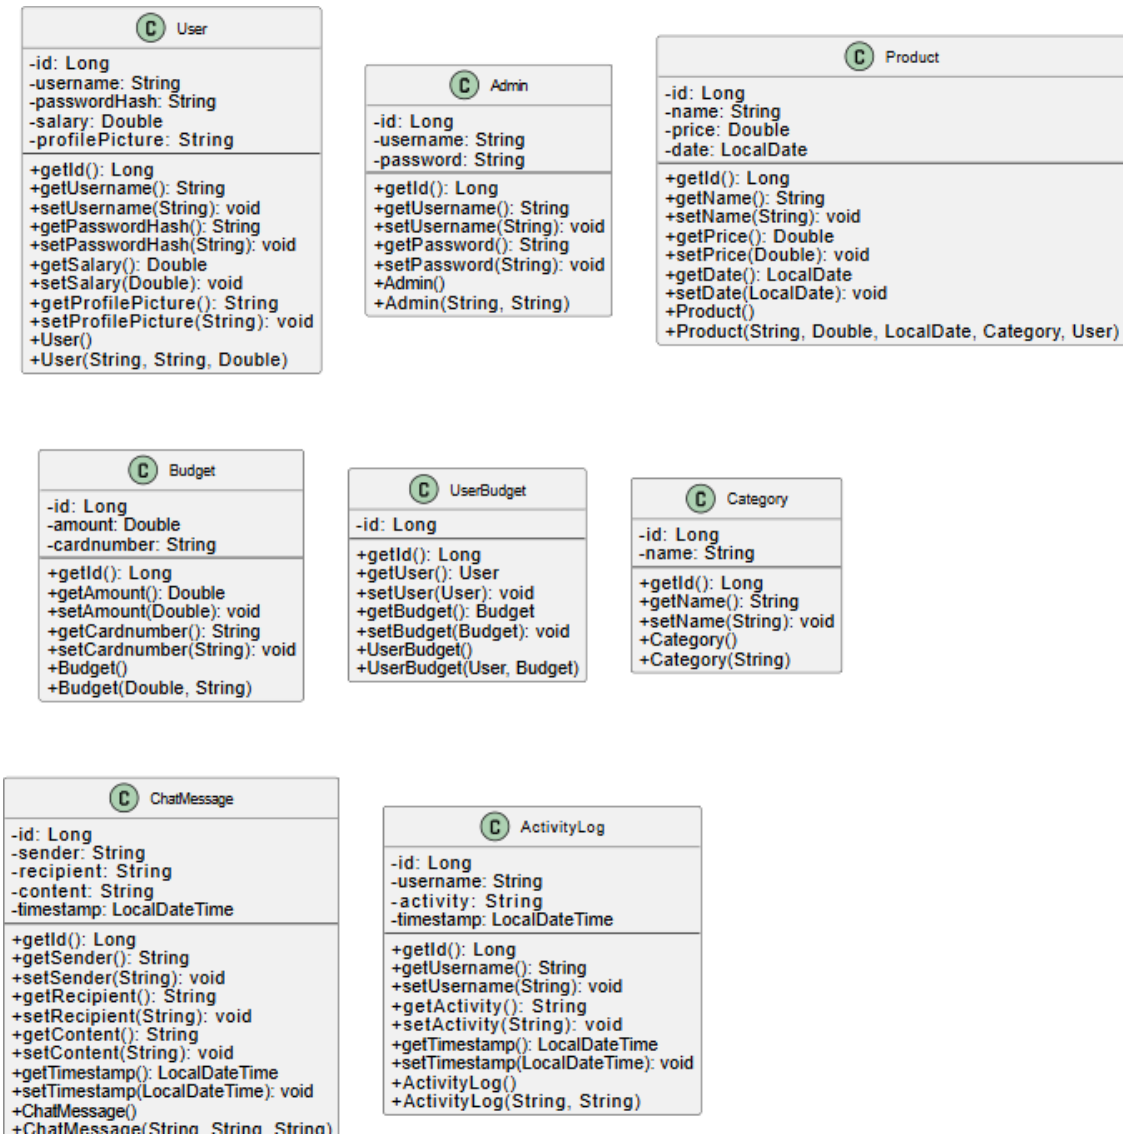 C User
-id: Long
-username: String
-passwordHash: String
-salary: Double
-profilePicture: String
+getId(): Long
+getUsername(): String
+setUsername(String): void
+getPasswordHash(): String
+setPasswordHash(String): void
+getSalary(): Double
+setSalary(Double): void
+getProfilePicture(): String
+setProfilePicture(String): void
+User()
+User(String, String, Double)
C Admin
-id: Long
-username: String
-password: String
+getId(): Long
+getUsername(): String
+setUsername(String): void
+getPassword(): String
+setPassword(String): void
+Admin()
+Admin(String, String)
C Product
-id: Long
-name: String
-price: Double
-date: LocalDate
+getId(): Long
+getName(): String
+setName(String): void
+getPrice(): Double
+setPrice(Double): void
+getDate(): LocalDate
+setDate(LocalDate): void
+Product()
+Product(String, Double, LocalDate, Category, User)
C Budget
-id: Long
-amount: Double
-cardnumber: String
+getId(): Long
+getAmount(): Double
+setAmount(Double): void
+getCardnumber(): String
+setCardnumber(String): void
+Budget()
+Budget(Double, String)
C UserBudget
-id: Long
+getId(): Long
+getUser(): User
+setUser(User): void
+getBudget(): Budget
+setBudget(Budget): void
+UserBudget()
+UserBudget(User, Budget)
C Category
-id: Long
-name: String
+getId(): Long
+getName(): String
+setName(String): void
+Category()
+Category(String)
C ChatMessage
-id: Long
-sender: String
-recipient: String
-content: String
-timestamp: LocalDateTime
+getId(): Long
+getSender(): String
+setSender(String): void
+getRecipient(): String
+setRecipient(String): void
+getContent(): String
+setContent(String): void
+getTimestamp(): LocalDateTime
+setTimestamp(LocalDateTime): void
+ChatMessage()
+ChatMessage(String, String, String)
C ActivityLog
-id: Long
-username: String
-activity: String
-timestamp: LocalDateTime
+getId(): Long
+getUsername(): String
+setUsername(String): void
+getActivity(): String
+setActivity(String): void
+getTimestamp(): LocalDateTime
+setTimestamp(LocalDateTime): void
+ActivityLog()
+ActivityLog(String, String)